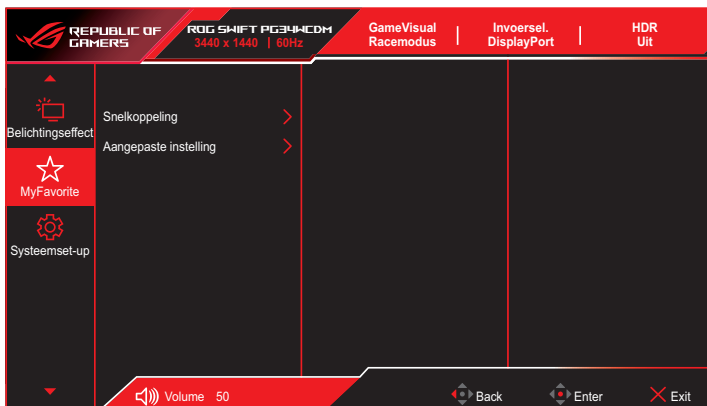 REPUBLIC OF
GAMERS
ROG SWIFT PG34WCDM
3440 x 1440 | 60Hz
GameVisual
Racemodus
Invoersel.
DisplayPort
HDR
Uit
Belichtingseffect
MyFavorite
Systeemset-up
Snelkoppeling
Aangepaste instelling
Volume 50
Back
Enter
Exit